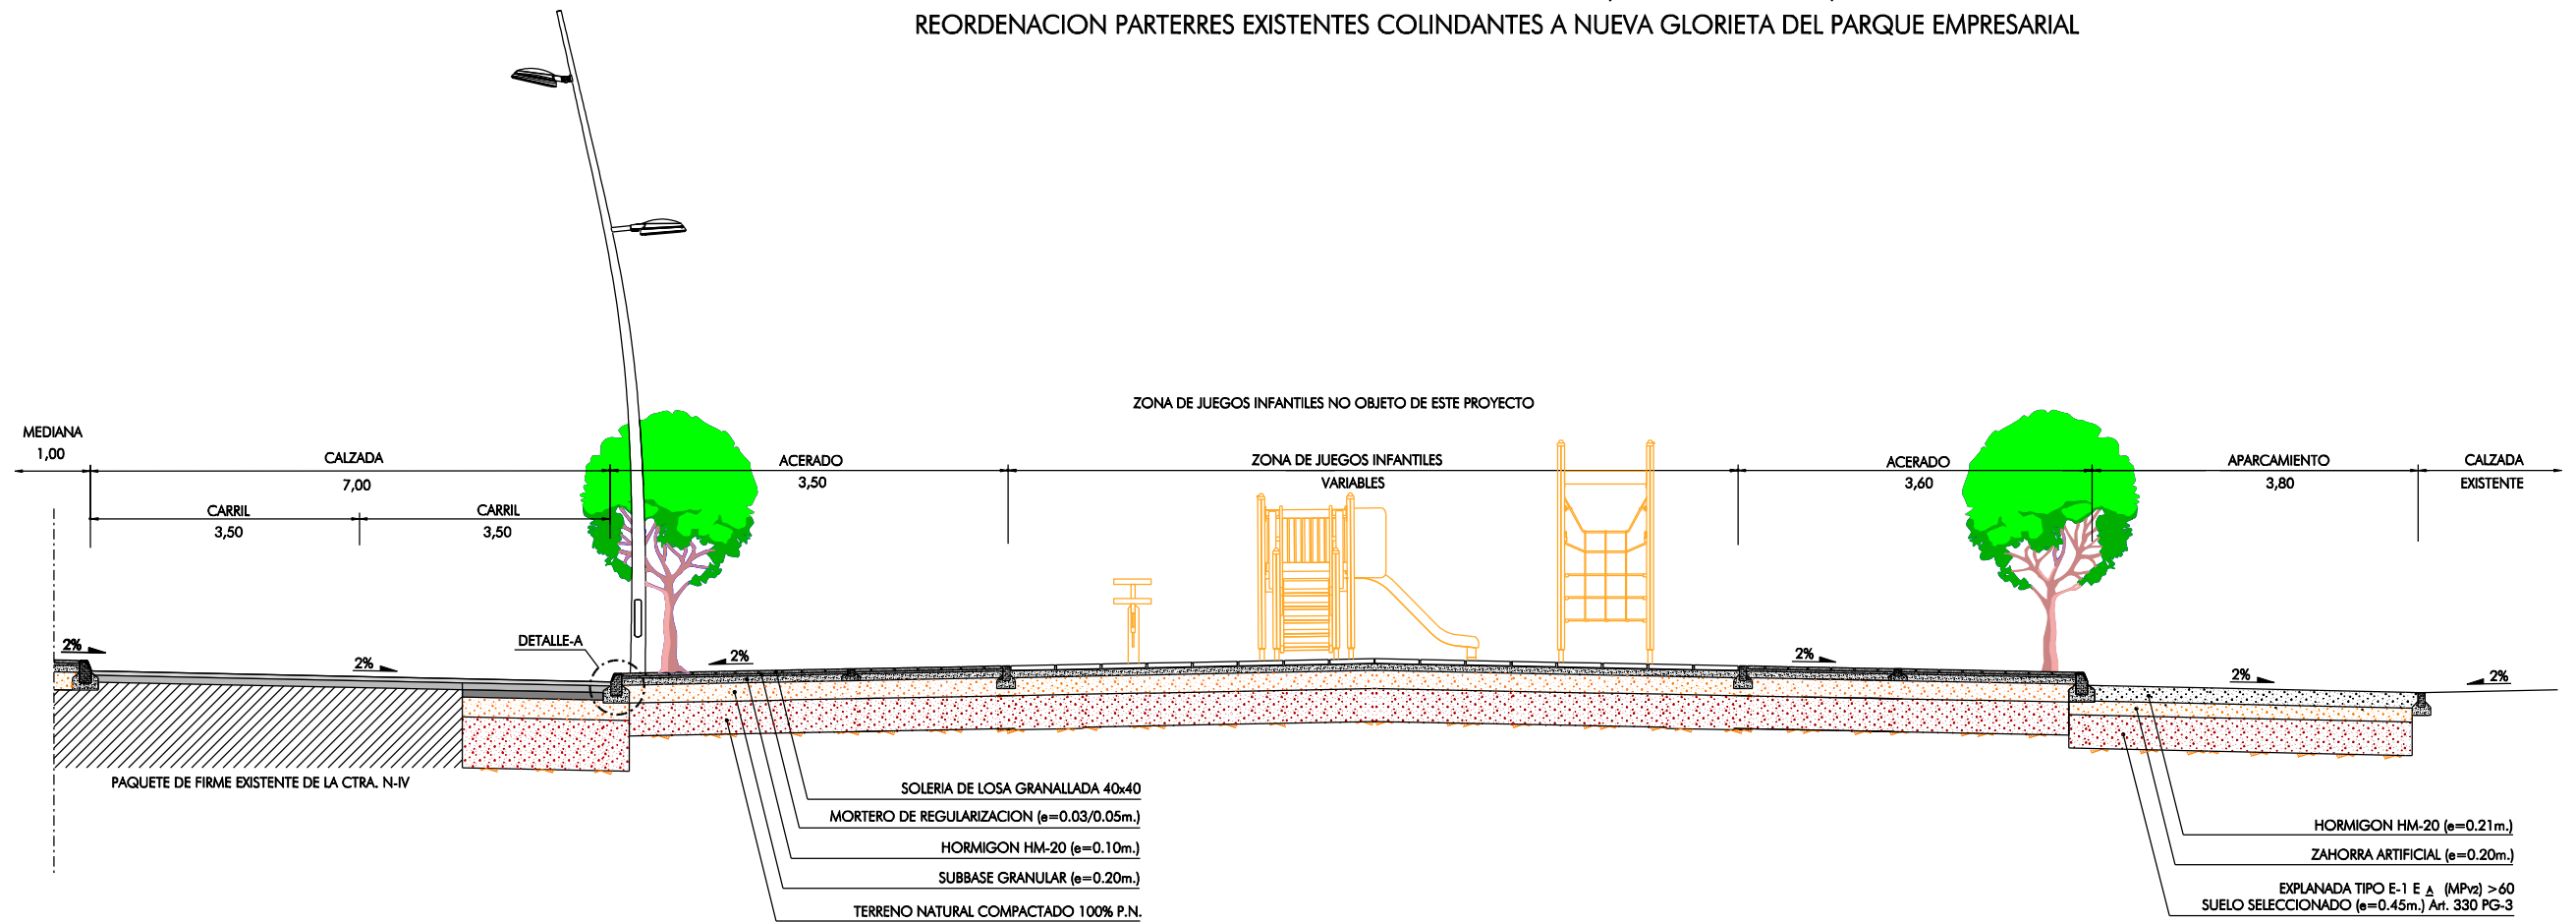 REORDENACION PARTERRES EXISTENTES COLINDANTES A NUEVA GLORIETA DEL PARQUE EMPRESARIAL
ZONA DE JUEGOS INFANTILES NO OBJETO DE ESTE PROYECTO
MEDIANA
1,00
CALZADA
7,00
CARRIL
3,50
CARRIL
3,50
ACERADO
3,50
ZONA DE JUEGOS INFANTILES
VARIABLES
ACERADO
3,60
APARCAMIENTO
3,80
CALZADA
EXISTENTE
2%
2%
DETALLE-A
2%
2%
2%
2%
PAQUETE DE FIRME EXISTENTE DE LA CTRA. N-IV
SOLERIA DE LOSA GRANALLADA 40x40
MORTERO DE REGULARIZACION (e=0.03/0.05m.)
HORMIGON HM-20 (e=0.10m.)
SUBBASE GRANULAR (e=0.20m.)
TERRENO NATURAL COMPACTADO 100% P.N.
HORMIGON HM-20 (e=0.21m.)
ZAHORRA ARTIFICIAL (e=0.20m.)
EXPLANADA TIPO E-1 E A (MPv2) >60
SUELO SELECCIONADO (e=0.45m.) Art. 330 PG-3